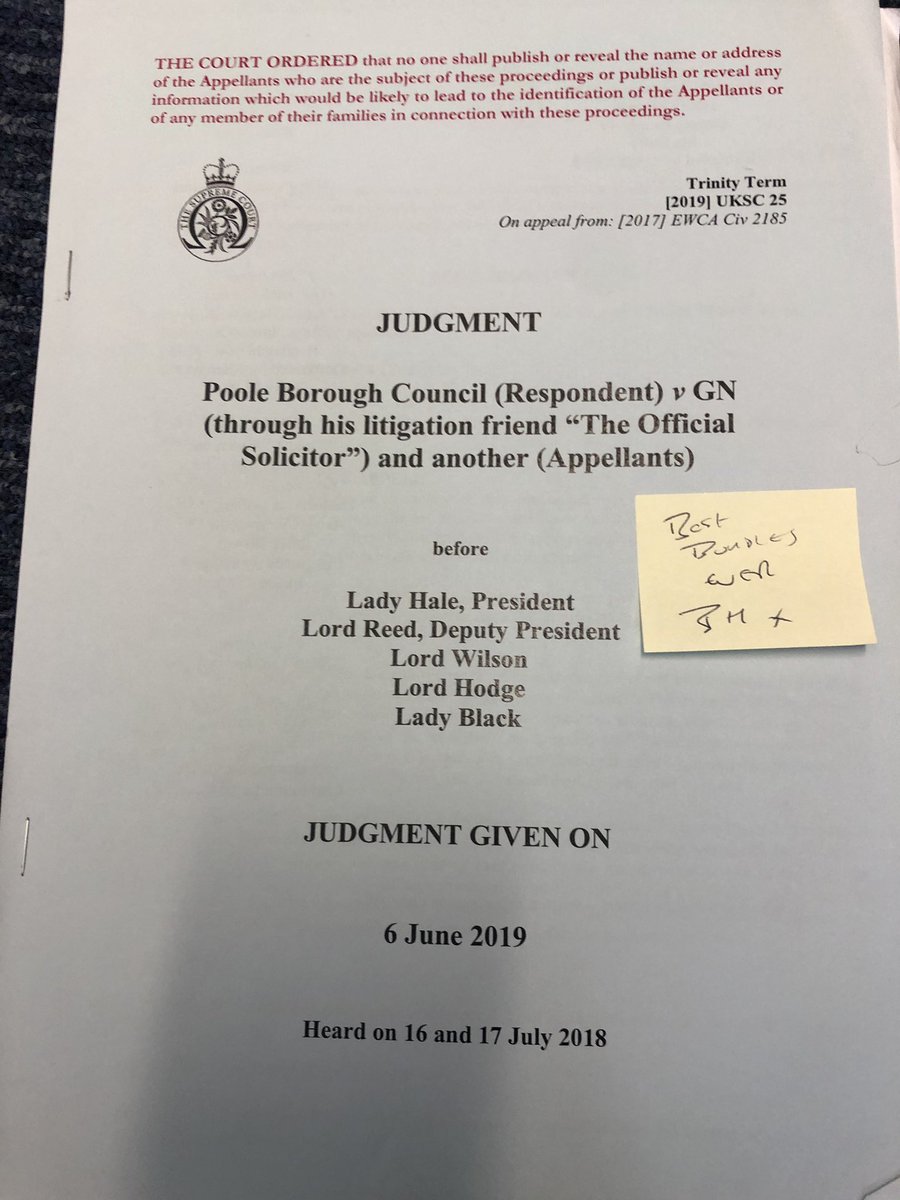 THE COURT ORDERED that no one shall publish or reveal the name or address
of the Appellants who are the subject of these proceedings or publish or reveal any
information which would be likely to lead to the identification of the Appellants or
of any member of their families in connection with these proceedings.
THE SUPREME COURT
Trinity Term
[2019] UKSC 25
On appeal from: [2017] EWCA Civ 2185
JUDGMENT
Poole Borough Council (Respondent) v GN
(through his litigation friend “The Official
Solicitor”) and another (Appellants)
before
Lady Hale, President
Lord Reed, Deputy President
Lord Wilson
Lord Hodge
Lady Black
Best
Bundles
ever
BH x
JUDGMENT GIVEN ON
6 June 2019
Heard on 16 and 17 July 2018